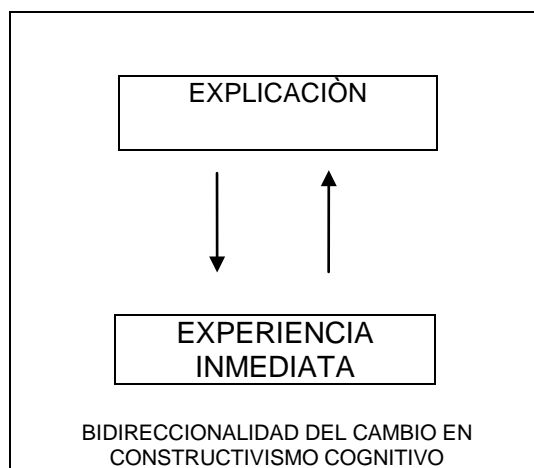 EXPLICACIÒN
EXPERIENCIA
INMEDIATA
BIDIRECCIONALIDAD DEL CAMBIO EN
CONSTRUCTIVISMO COGNITIVO